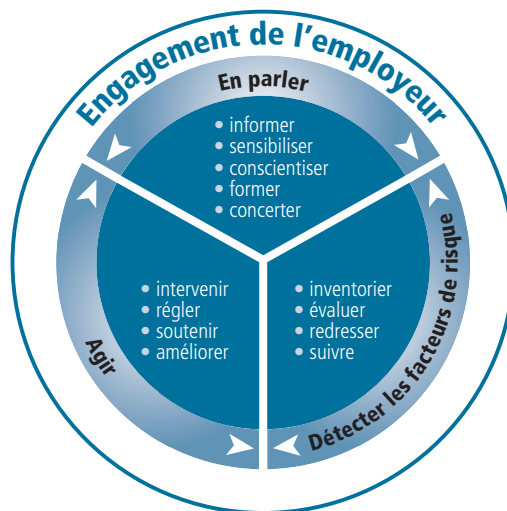 Engagement de l'employeur
En parler
• informer
• sensibiliser
• conscientiser
• former
• concerter
Agir
• intervenir
• régler
• soutenir
• améliorer
Détecter les facteurs de risque
• inventorier
• évaluer
• redresser
• suivre